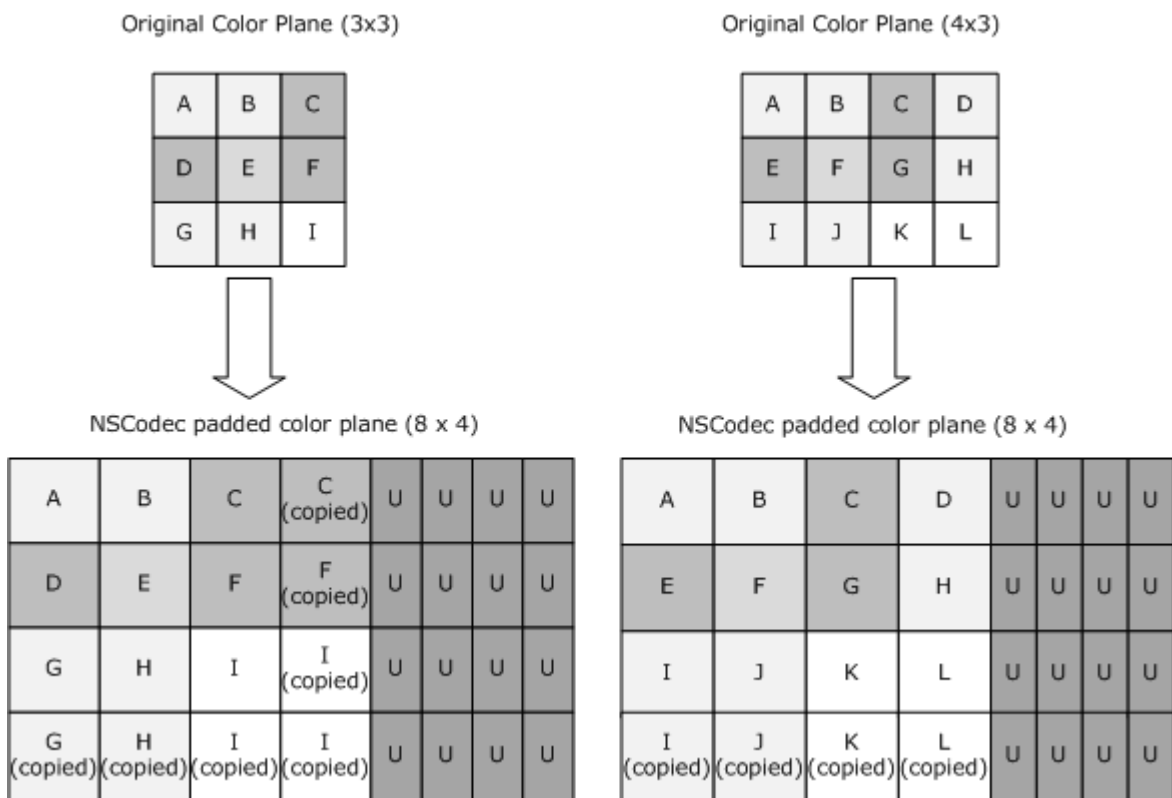 Original Color Plane (3x3)
A B C
D E F
G H I
Original Color Plane (4x3)
A B C D
E F G H
I J K L
NSCodec padded color plane (8 x 4)
A B C C (copied) U U U U
D E F F (copied) U U U U
G H I I (copied) U U U U
G (copied) H (copied) I (copied) I (copied) U U U U
NSCodec padded color plane (8 x 4)
A B C D U U U U
E F G H U U U U
I J K L U U U U
I (copied) J (copied) K (copied) L (copied) U U U U